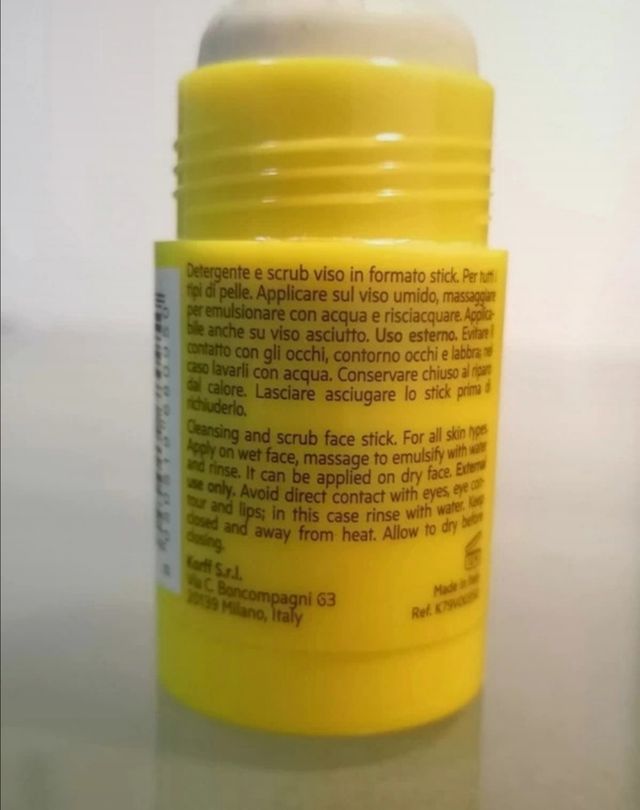 Detergente e scrub viso in formato stick. Per tutti i
tipi di pelle. Applicare sul viso umido, massaggiare
per emulsionare con acqua e risciacquare. Applica-
bile anche su viso asciutto. Uso esterno. Evitare il
contatto con gli occhi, contorno occhi e labbra; nel
caso lavarli con acqua. Conservare chiuso al riparo
dal calore. Lasciare asciugare lo stick prima di
richiuderlo.
Cleansing and scrub face stick. For all skin types.
Apply on wet face, massage to emulsify with water
and rinse. It can be applied on dry face. External
use only. Avoid direct contact with eyes, eye con-
tour and lips; in this case rinse with water. Keep
closed and away from heat. Allow to dry before
closing.
Korff S.r.l.
Via C. Boncompagni 63
20139 Milano, Italy
Made in Italy
Ref.